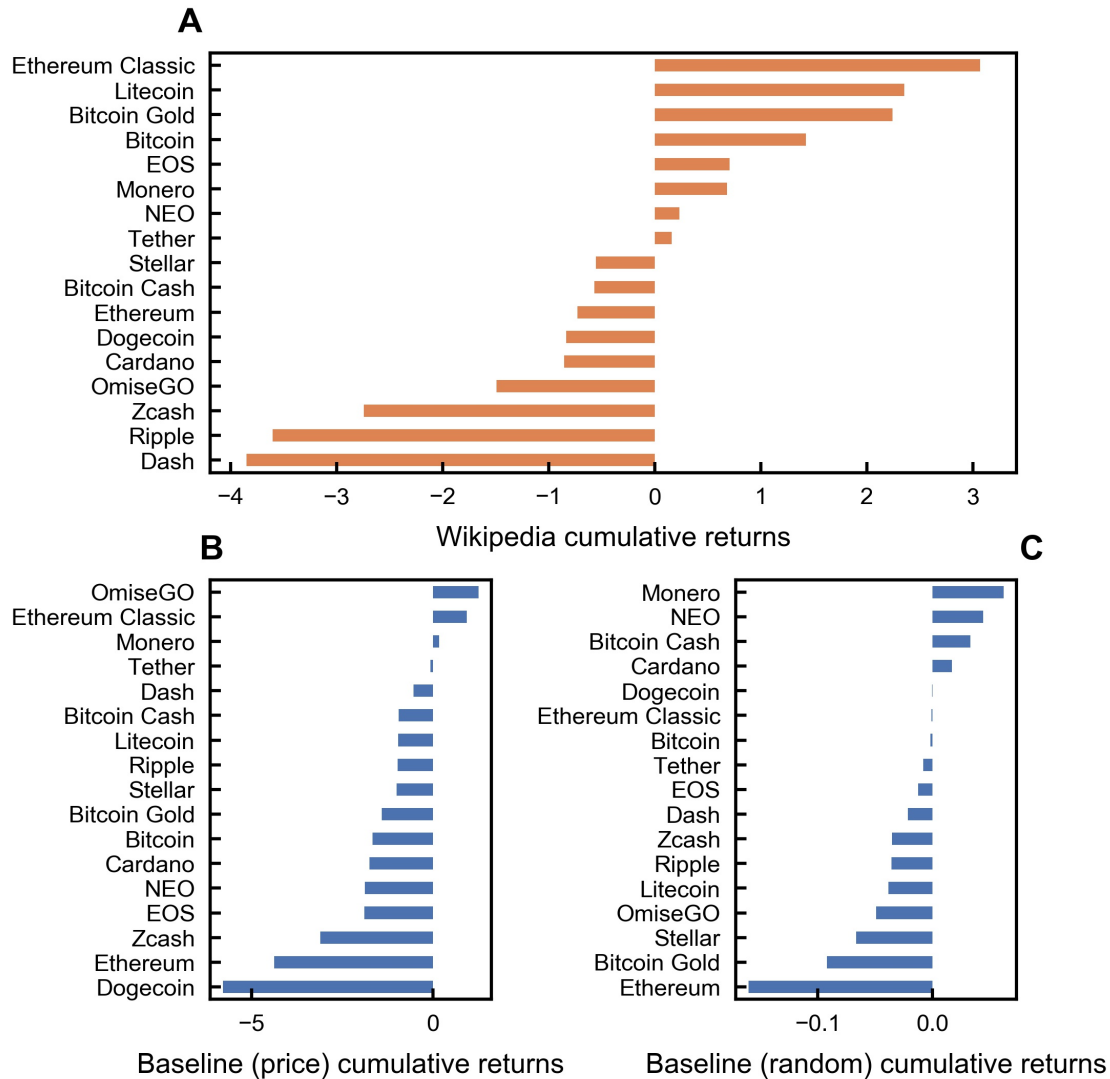 A
Ethereum Classic
Litecoin
Bitcoin Gold
Bitcoin
EOS
Monero
NEO
Tether
Stellar
Bitcoin Cash
Ethereum
Dogecoin
Cardano
OmiseGO
Zcash
Ripple
Dash
−4 −3 −2 −1 0 1 2 3
Wikipedia cumulative returns
B
OmiseGO
Ethereum Classic
Monero
Tether
Dash
Bitcoin Cash
Litecoin
Ripple
Stellar
Bitcoin Gold
Bitcoin
Cardano
NEO
EOS
Zcash
Ethereum
Dogecoin
−5 0
Baseline (price) cumulative returns
C
Monero
NEO
Bitcoin Cash
Cardano
Dogecoin
Ethereum Classic
Bitcoin
Tether
EOS
Dash
Zcash
Ripple
Litecoin
OmiseGO
Stellar
Bitcoin Gold
Ethereum
−0.1 0.0
Baseline (random) cumulative returns